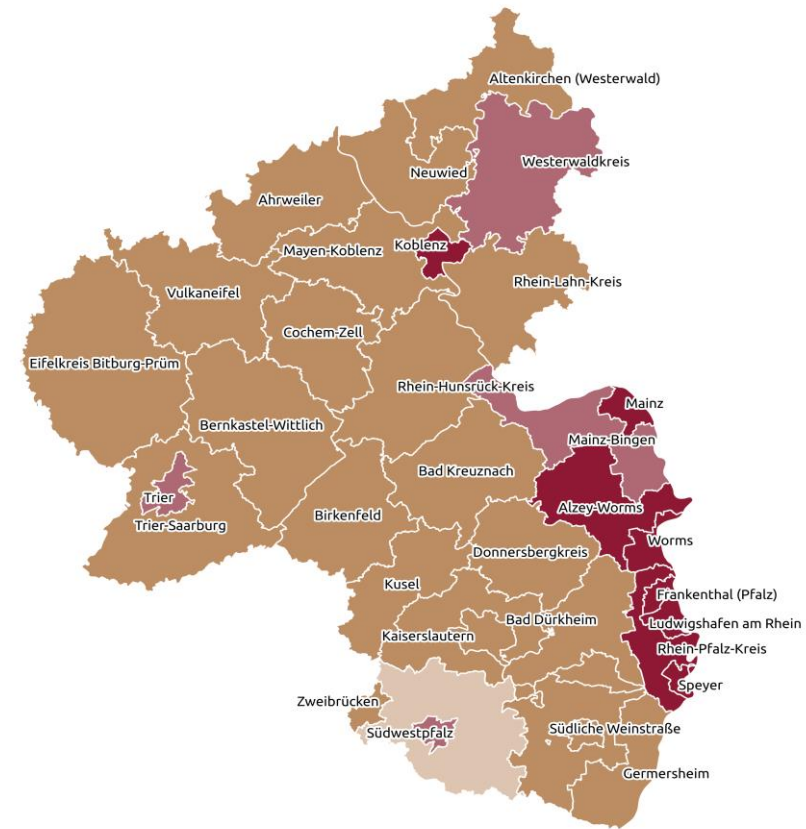 Altenkirchen (Westerwald)
Westerwaldkreis
Neuwied
Ahrweiler
Koblenz
Mayen-Koblenz
Rhein-Lahn-Kreis
Vulkaneifel
Cochem-Zell
Eifelkreis Bitburg-Prüm
Rhein-Hunsrück-Kreis
Mainz
Bernkastel-Wittlich
Mainz-Bingen
Bad Kreuznach
Trier
Alzey-Worms
Birkenfeld
Trier-Saarburg
Worms
Donnersbergkreis
Kusel
Frankenthal (Pfalz)
Bad Dürkheim
Ludwigshafen am Rhein
Kaiserslautern
Rhein-Pfalz-Kreis
Speyer
Zweibrücken
Südliche Weinstraße
Südwestpfalz
Germersheim